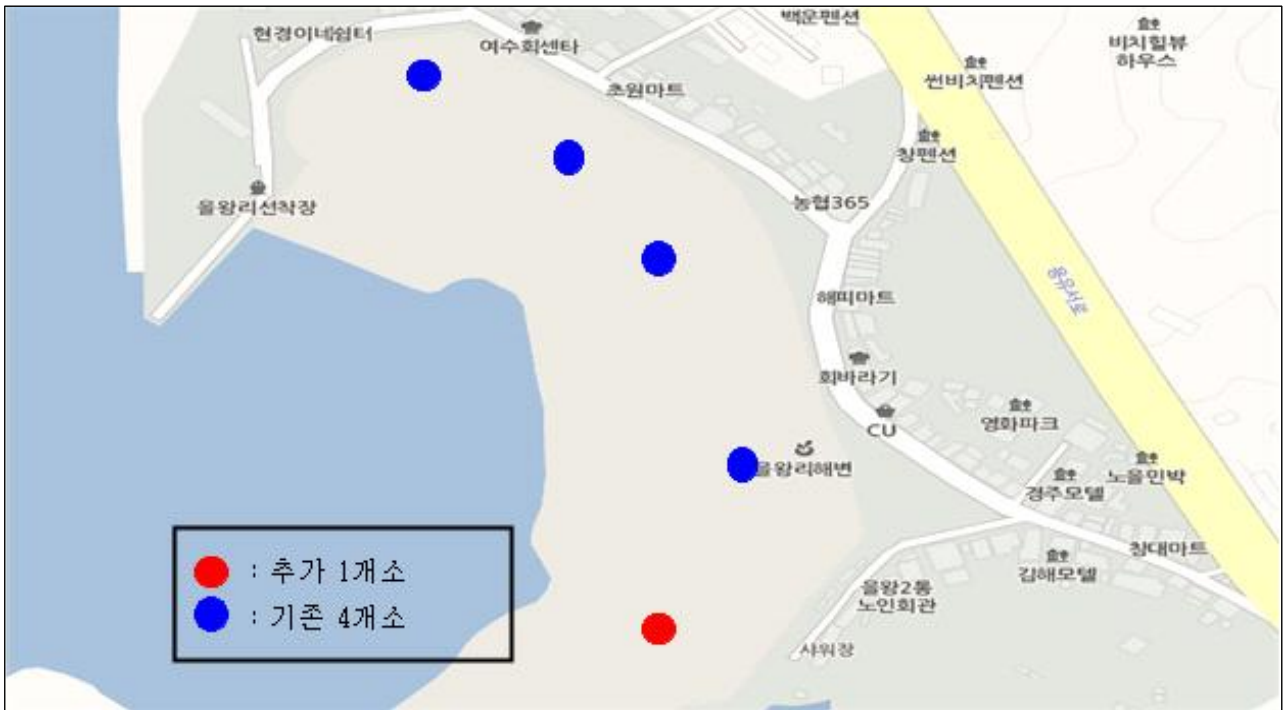 백운펜션
현경이네쉼터
여수회센타
비치힐뷰
하우스
썬비치펜션
초원마트
창펜션
을왕리선착장
농협365
용유서로
해피마트
회바라기
CU
영화파크
을왕리해변
노을민박
경주모텔
창대마트
김해모텔
을왕2통
노인회관
샤워장
: 추가 1개소
: 기존 4개소